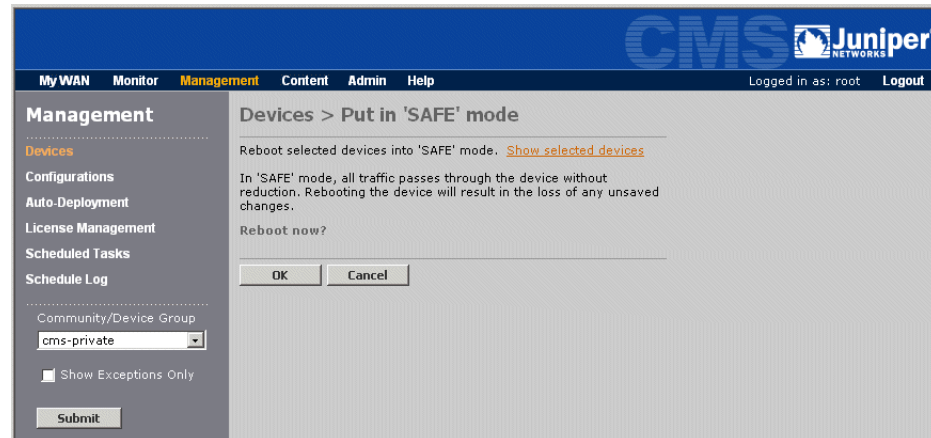 CMS
Juniper
NETWORKS
My WAN Monitor Management Content Admin Help
Logged in as: root Logout
Management
Devices
Configurations
Auto-Deployment
License Management
Scheduled Tasks
Schedule Log
Community/Device Group
cms-private
Show Exceptions Only
Submit
Devices > Put in 'SAFE' mode
Reboot selected devices into 'SAFE' mode. Show selected devices
In 'SAFE' mode, all traffic passes through the device without
reduction. Rebooting the device will result in the loss of any unsaved
changes.
Reboot now?
OK Cancel